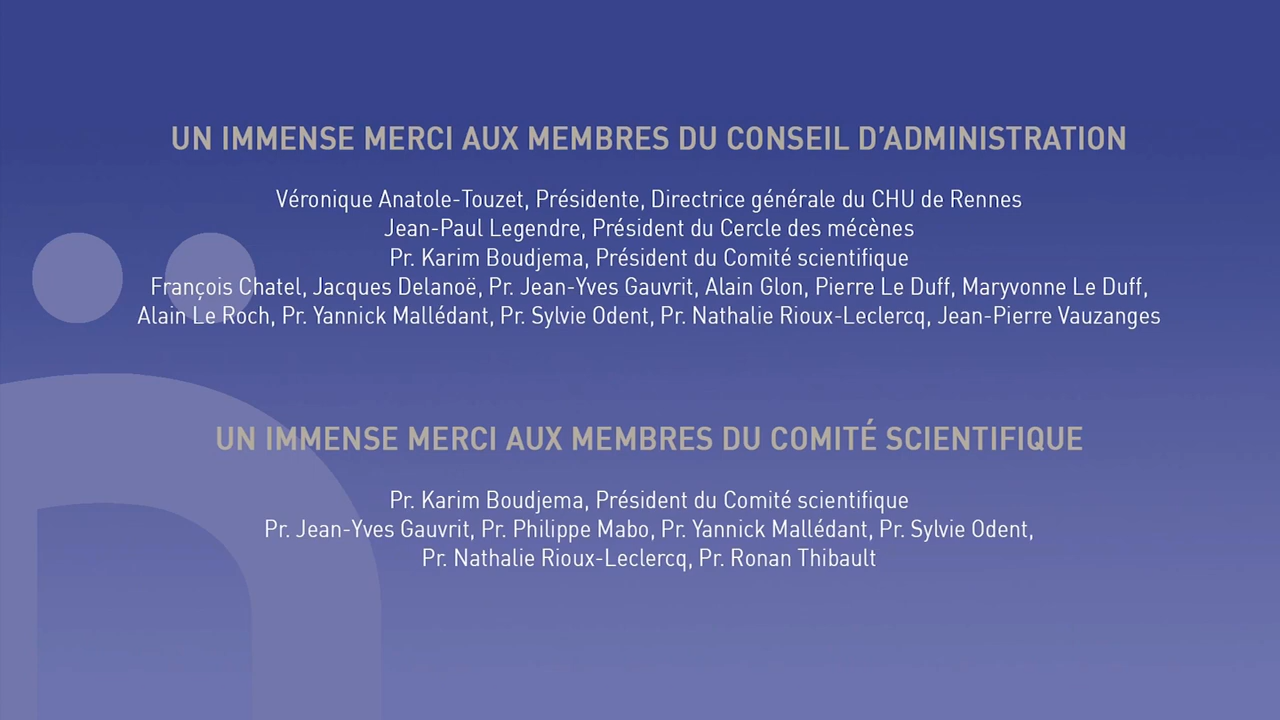 UN IMMENSE MERCI AUX MEMBRES DU CONSEIL D’ADMINISTRATION
Véronique Anatole-Touzet, Présidente, Directrice générale du CHU de Rennes
Jean-Paul Legendre, Président du Cercle des mécènes
Pr. Karim Boudjema, Président du Comité scientifique
François Chatel, Jacques Delanoë, Pr. Jean-Yves Gauvrit, Alain Glon, Pierre Le Duff, Maryvonne Le Duff,
Alain Le Roch, Pr. Yannick Mallédant, Pr. Sylvie Odent, Pr. Nathalie Rioux-Leclercq, Jean-Pierre Vauzanges
UN IMMENSE MERCI AUX MEMBRES DU COMITÉ SCIENTIFIQUE
Pr. Karim Boudjema, Président du Comité scientifique
Pr. Jean-Yves Gauvrit, Pr. Philippe Mabo, Pr. Yannick Mallédant, Pr. Sylvie Odent,
Pr. Nathalie Rioux-Leclercq, Pr. Ronan Thibault